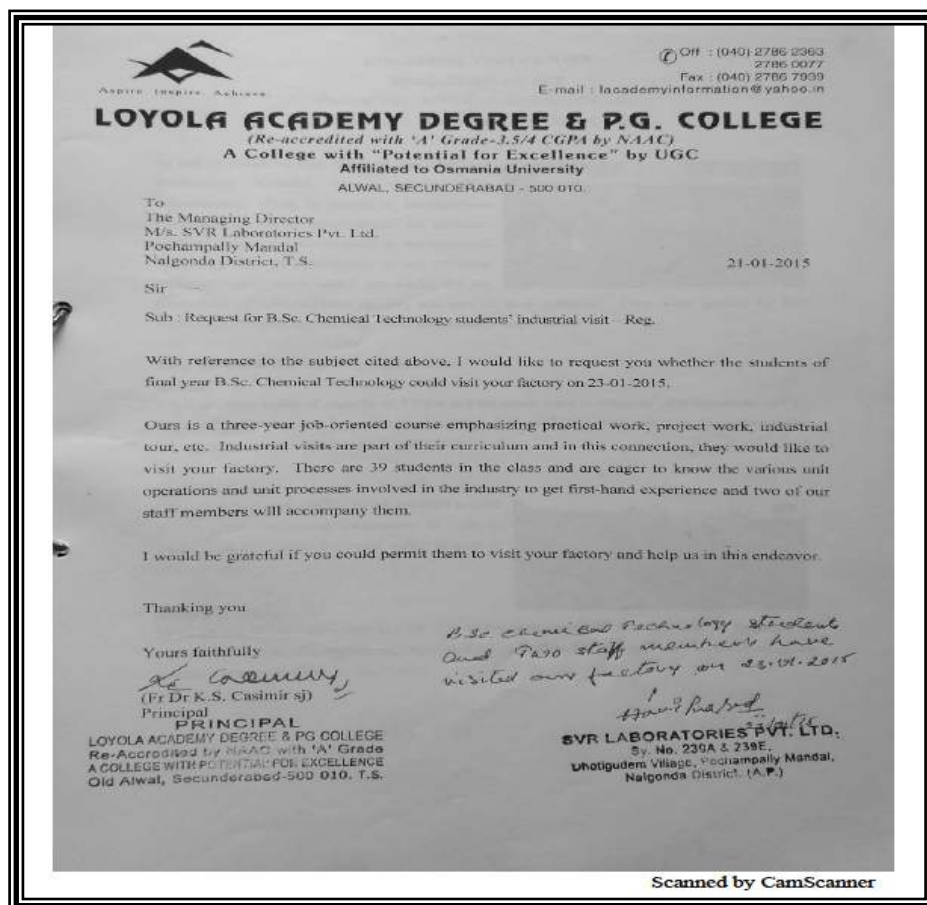 Off : (040) 2786 2363
2786 0077
Fax : (040) 2786 7939
E-mail : lacademyinformation@yahoo.in
Aspire. Inspire. Achieve
LOYOLA ACADEMY DEGREE & P.G. COLLEGE
(Re-accredited with 'A' Grade-3.5/4 CGPA by NAAC)
A College with "Potential for Excellence" by UGC
Affiliated to Osmania University
ALWAL, SECUNDERABAD - 500 010.
To
The Managing Director
M/s. SVR Laboratories Pvt. Ltd.
Pochampally Mandal
Nalgonda District, T.S.
21-01-2015
Sir
Sub : Request for B.Sc. Chemical Technology students' industrial visit – Reg.
With reference to the subject cited above, I would like to request you whether the students of
final year B.Sc. Chemical Technology could visit your factory on 23-01-2015.
Ours is a three-year job-oriented course emphasizing practical work, project work, industrial
tour, etc. Industrial visits are part of their curriculum and in this connection, they would like to
visit your factory. There are 39 students in the class and are eager to know the various unit
operations and unit processes involved in the industry to get first-hand experience and two of our
staff members will accompany them.
I would be grateful if you could permit them to visit your factory and help us in this endeavor.
Thanking you
Yours faithfully
(Fr Dr K.S. Casimir sj)
Principal
PRINCIPAL
LOYOLA ACADEMY DEGREE & PG COLLEGE
Re-Accredited by NAAC with 'A' Grade
A COLLEGE WITH POTENTIAL FOR EXCELLENCE
Old Alwal, Secunderabad-500 010. T.S.
B.Sc chemical Technology student
and Two staff members have
visited our factory on 23.01.2015
SVR LABORATORIES PVT. LTD.
Sy. No. 239A & 239E,
Dhotigudem Village, Pochampally Mandal,
Nalgonda District. (A.P.)
Scanned by CamScanner